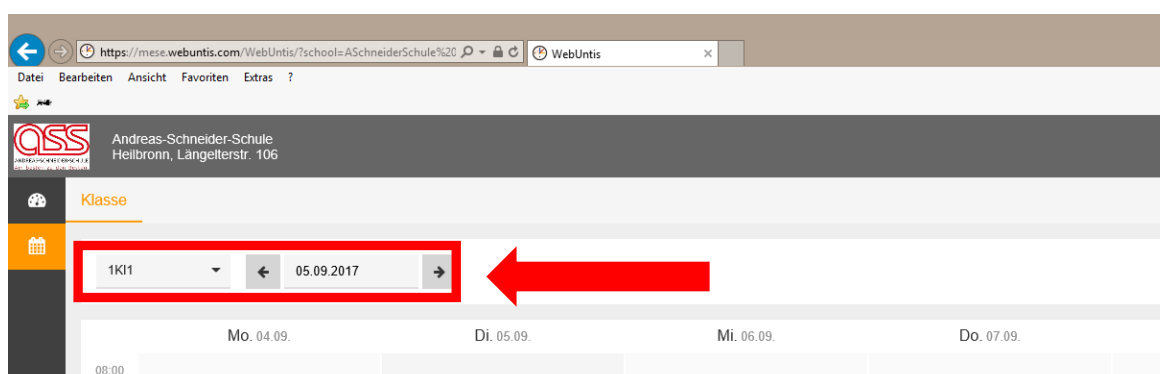 https://mese.webuntis.com/WebUntis/?school=ASchneiderSchule%20
WebUntis
Datei Bearbeiten Ansicht Favoriten Extras ?
ass
Andreas-Schneider-Schule
Heilbronn, Längelterstr. 106
Klasse
1KI1 05.09.2017
Mo. 04.09. Di. 05.09. Mi. 06.09. Do. 07.09.
08:00